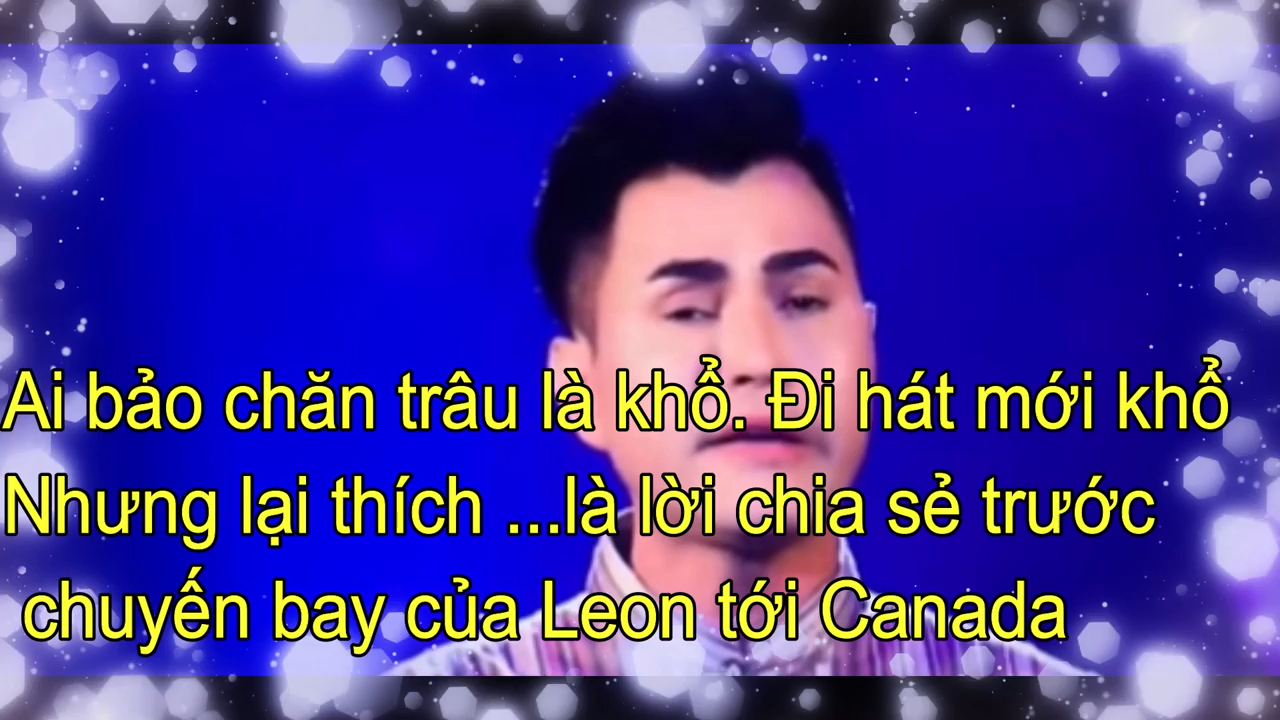 Ai bảo chăn trâu là khổ. Đi hát mới khổ
Nhưng lại thích ...là lời chia sẻ trước
chuyến bay của Leon tới Canada